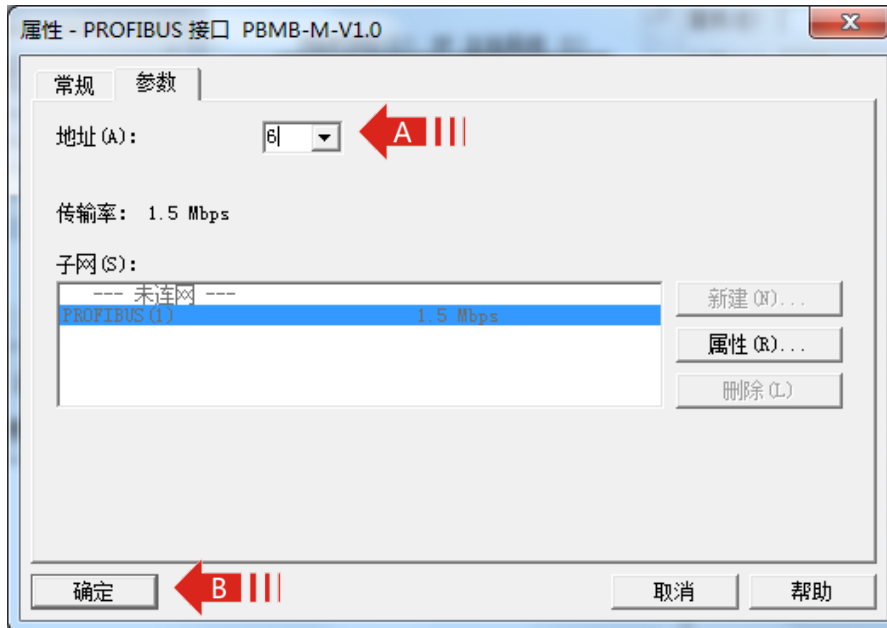 属性 - PROFIBUS 接口 PBMB-M-V1.0
X
常规 参数
地址(A): 6 A
传输率: 1.5 Mbps
子网(S):
--- 未连网 ---
PROFIBUS(1) 1.5 Mbps
新建(N)...
属性(R)...
删除(L)
确定 B 取消 帮助